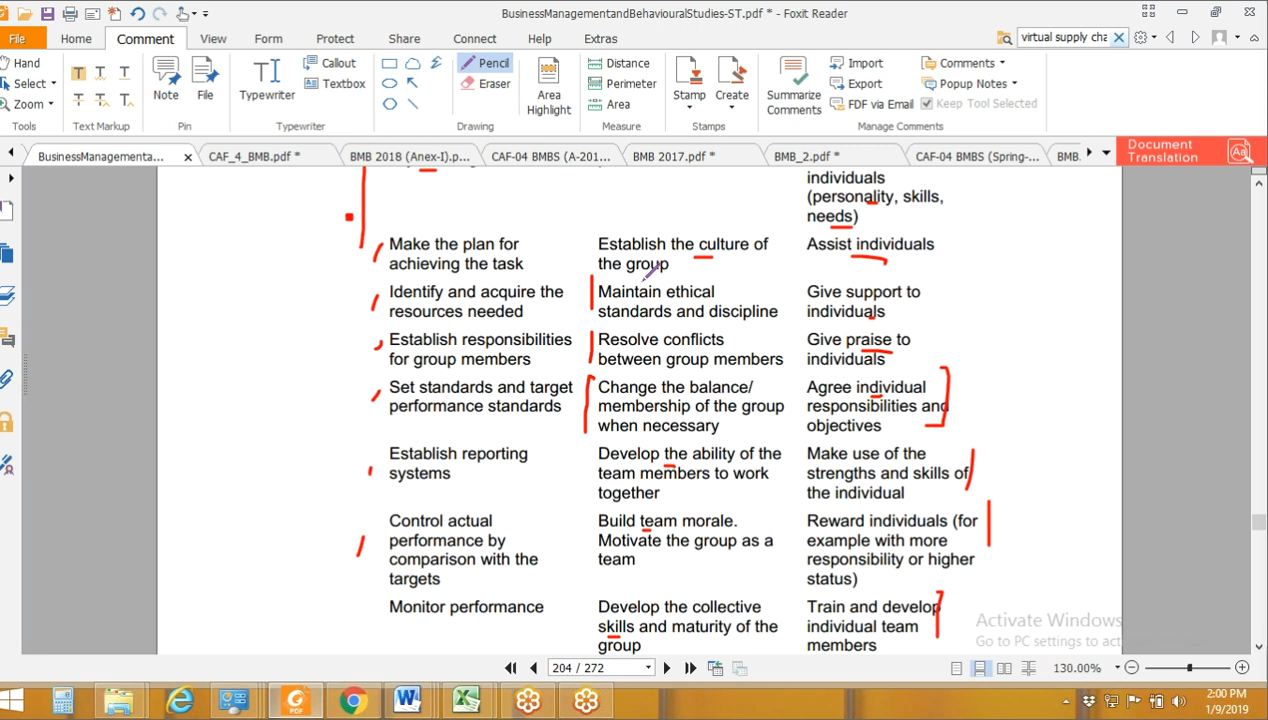 BusinessManagementandBehaviouralStudies-ST.pdf * - Foxit Reader
File Home Comment View Form Protect Share Connect Help Extras
virtual supply cha
Hand
Select
Zoom
Tools
Text Markup
Note
File
Pin
Typewriter
Callout
Textbox
Typewriter
Pencil
Eraser
Drawing
Area
Highlight
Distance
Perimeter
Area
Measure
Stamp
Create
Stamps
Summarize
Comments
Import
Export
FDF via Email
Comments
Popup Notes
Keep Tool Selected
Manage Comments
BusinessManagementa... CAF_4_BMB.pdf * BMB 2018 (Anex-I).p... CAF-04 BMBS (A-201... BMB 2017.pdf * BMB_2.pdf * CAF-04 BMBS (Spring-... BMB.
Document
Translation
individuals
(personality, skills,
needs)
Make the plan for
achieving the task
Establish the culture of
the group
Assist individuals
Identify and acquire the
resources needed
Maintain ethical
standards and discipline
Give support to
individuals
Establish responsibilities
for group members
Resolve conflicts
between group members
Give praise to
individuals
Set standards and target
performance standards
Change the balance/
membership of the group
when necessary
Agree individual
responsibilities and
objectives
Establish reporting
systems
Develop the ability of the
team members to work
together
Make use of the
strengths and skills of
the individual
Control actual
performance by
comparison with the
targets
Build team morale.
Motivate the group as a
team
Reward individuals (for
example with more
responsibility or higher
status)
Monitor performance
Develop the collective
skills and maturity of the
group
Train and develop
individual team
members
Activate Windows
Go to PC settings to
204 / 272
130.00%
2:00 PM
1/9/2019